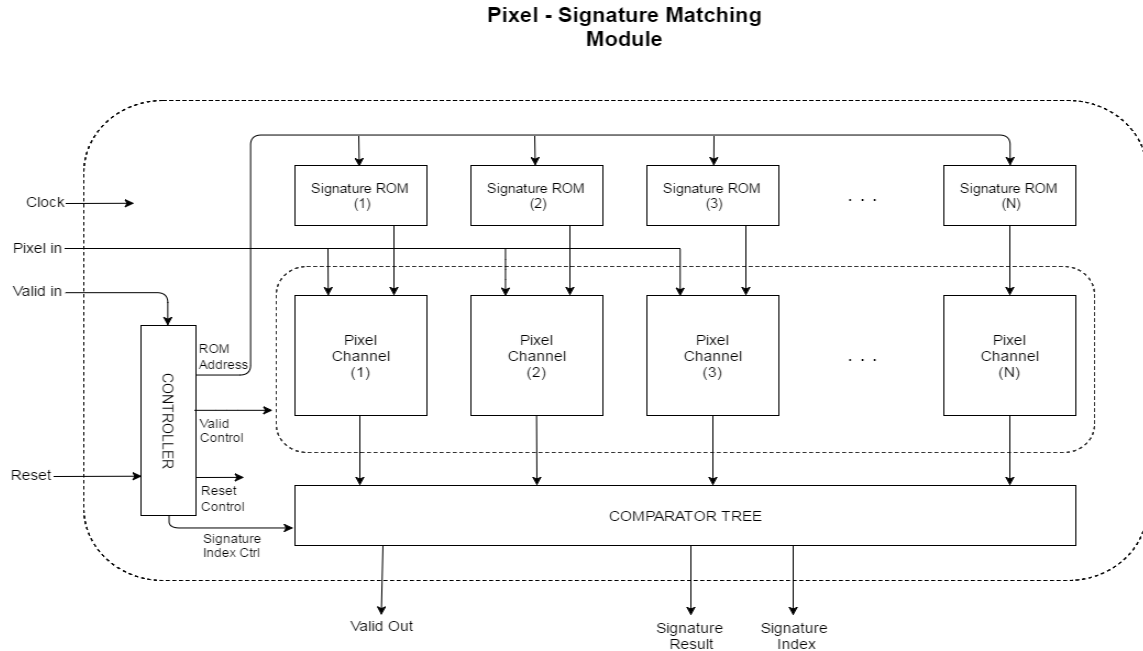 Pixel - Signature Matching
Module
Signature ROM
(1)
Signature ROM
(2)
Signature ROM
(3)
. . .
Signature ROM
(N)
Clock
Pixel in
Valid in
Pixel
Channel
(1)
Pixel
Channel
(2)
Pixel
Channel
(3)
. . .
Pixel
Channel
(N)
CONTROLLER
ROM
Address
Valid
Control
Reset
Reset
Control
Signature
Index Ctrl
COMPARATOR TREE
Valid Out
Signature
Result
Signature
Index